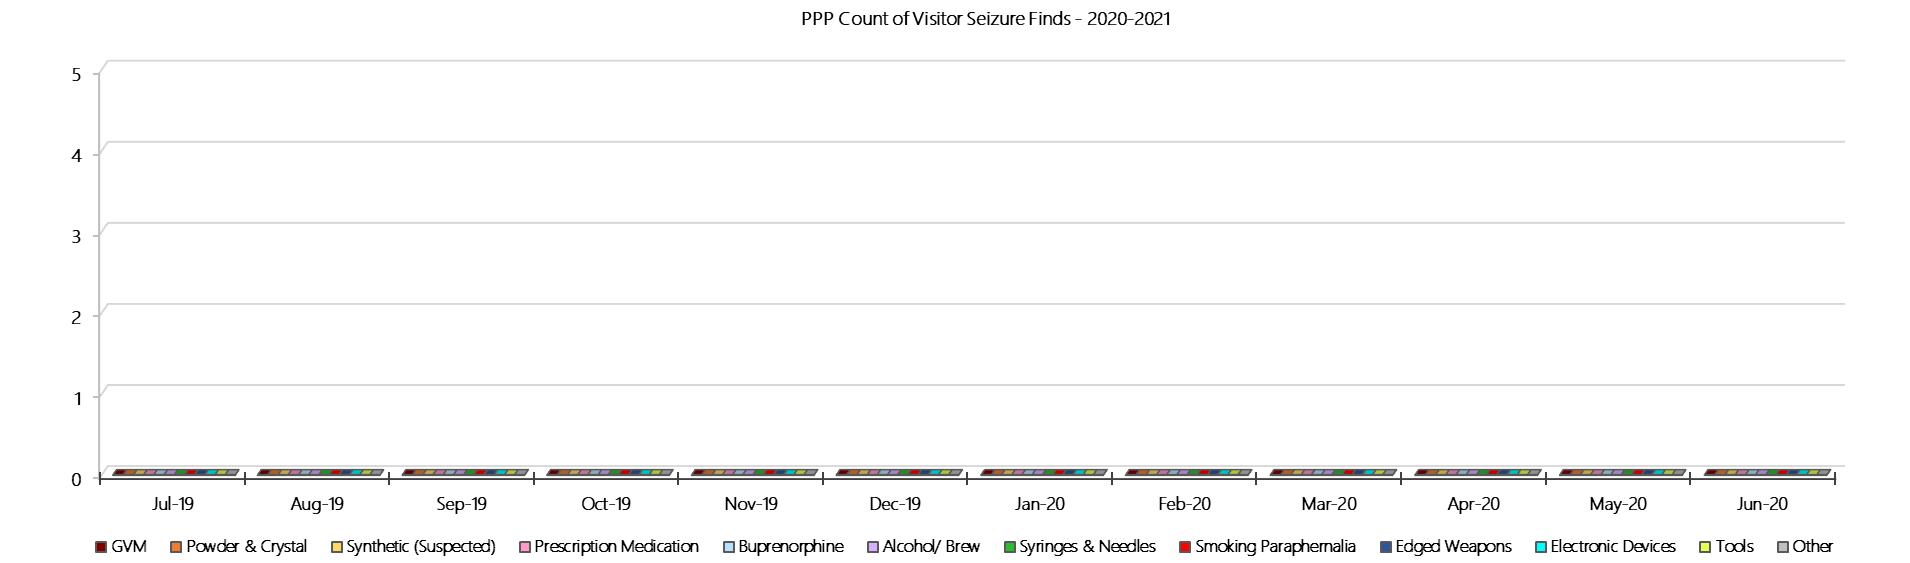 PPP Count of Visitor Seizure Finds - 2020-2021
5
4
3
2
1
0
Jul-19 Aug-19 Sep-19 Oct-19 Nov-19 Dec-19 Jan-20 Feb-20 Mar-20 Apr-20 May-20 Jun-20
GVM Powder & Crystal Synthetic (Suspected) Prescription Medication Buprenorphine Alcohol/ Brew Syringes & Needles Smoking Paraphernalia Edged Weapons Electronic Devices Tools Other